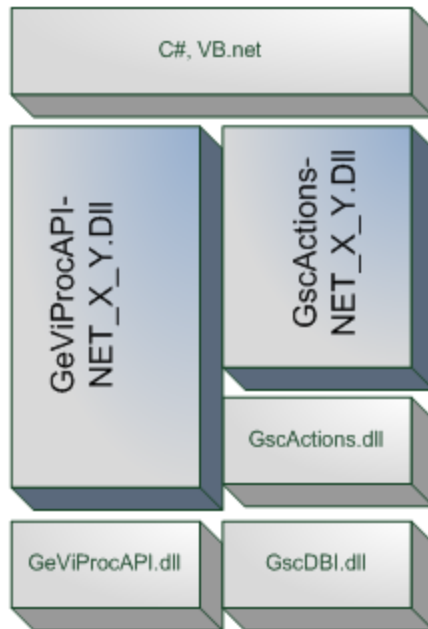 C#, VB.net
GeViProcAPI-
NET_X_Y.Dll
GscActions-
NET_X_Y.Dll
GscActions.dll
GeViProcAPI.dll
GscDBI.dll